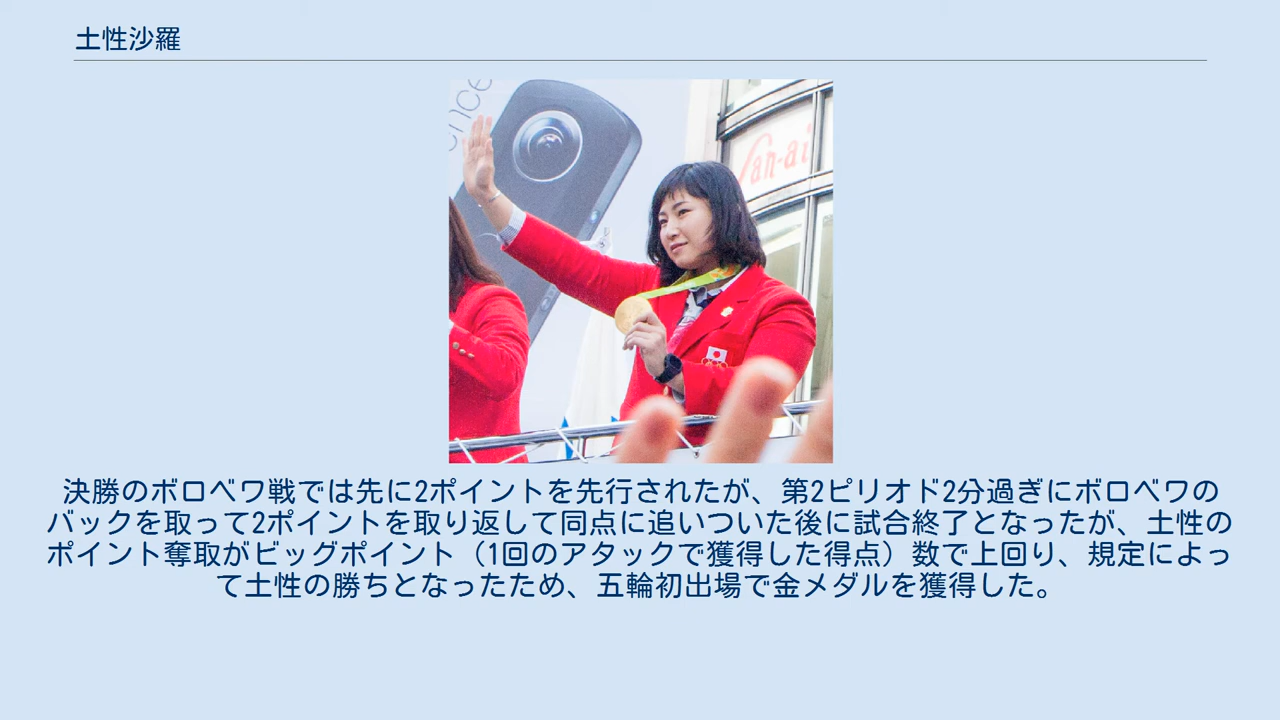 土性沙羅
ence
San-ai
決勝のボロベワ戦では先に2ポイントを先行されたが、第2ピリオド2分過ぎにボロベワの
バックを取って2ポイントを取り返して同点に追いついた後に試合終了となったが、土性の
ポイント奪取がビッグポイント（1回のアタックで獲得した得点）数で上回り、規定によっ
て土性の勝ちとなったため、五輪初出場で金メダルを獲得した。